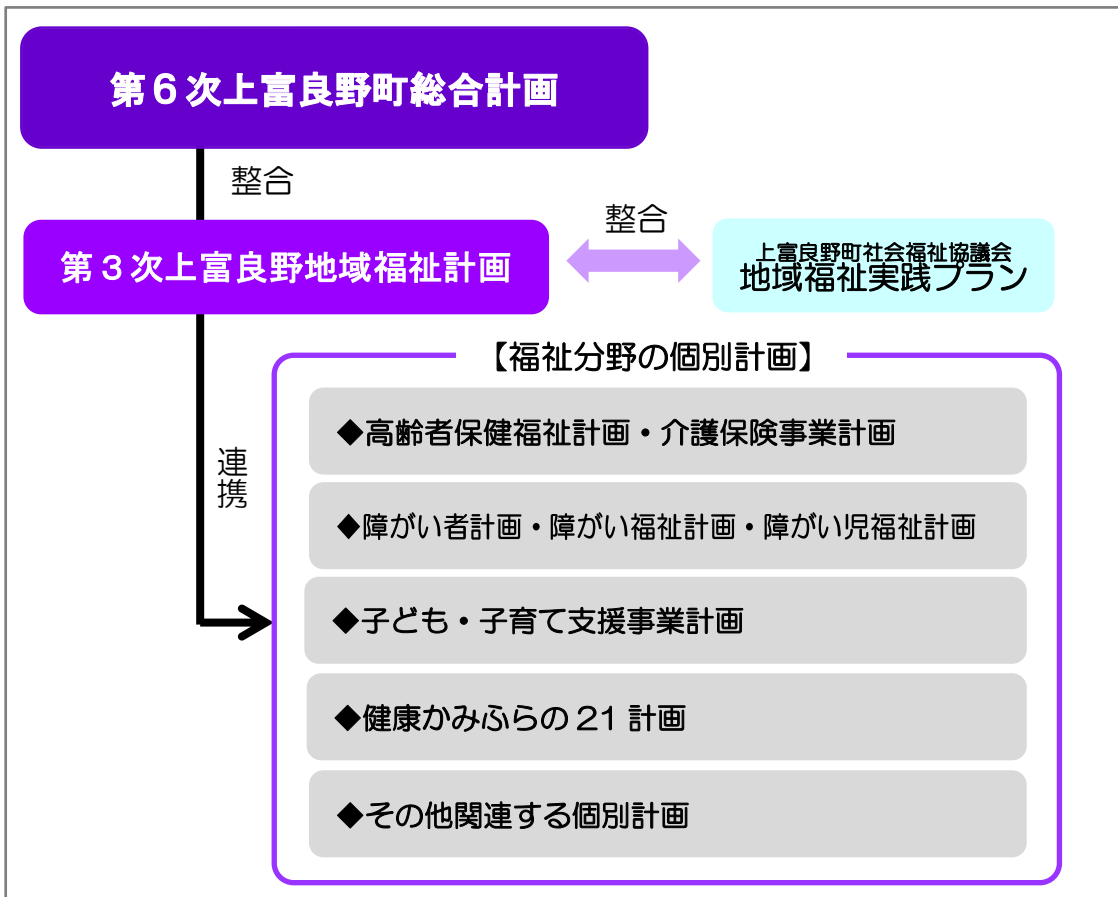 第６次上富良野町総合計画
整合
第３次上富良野地域福祉計画
整合
上富良野町社会福祉協議会
地域福祉実践プラン
連携
【福祉分野の個別計画】
◆高齢者保健福祉計画・介護保険事業計画
◆障がい者計画・障がい福祉計画・障がい児福祉計画
◆子ども・子育て支援事業計画
◆健康かみふらの21計画
◆その他関連する個別計画